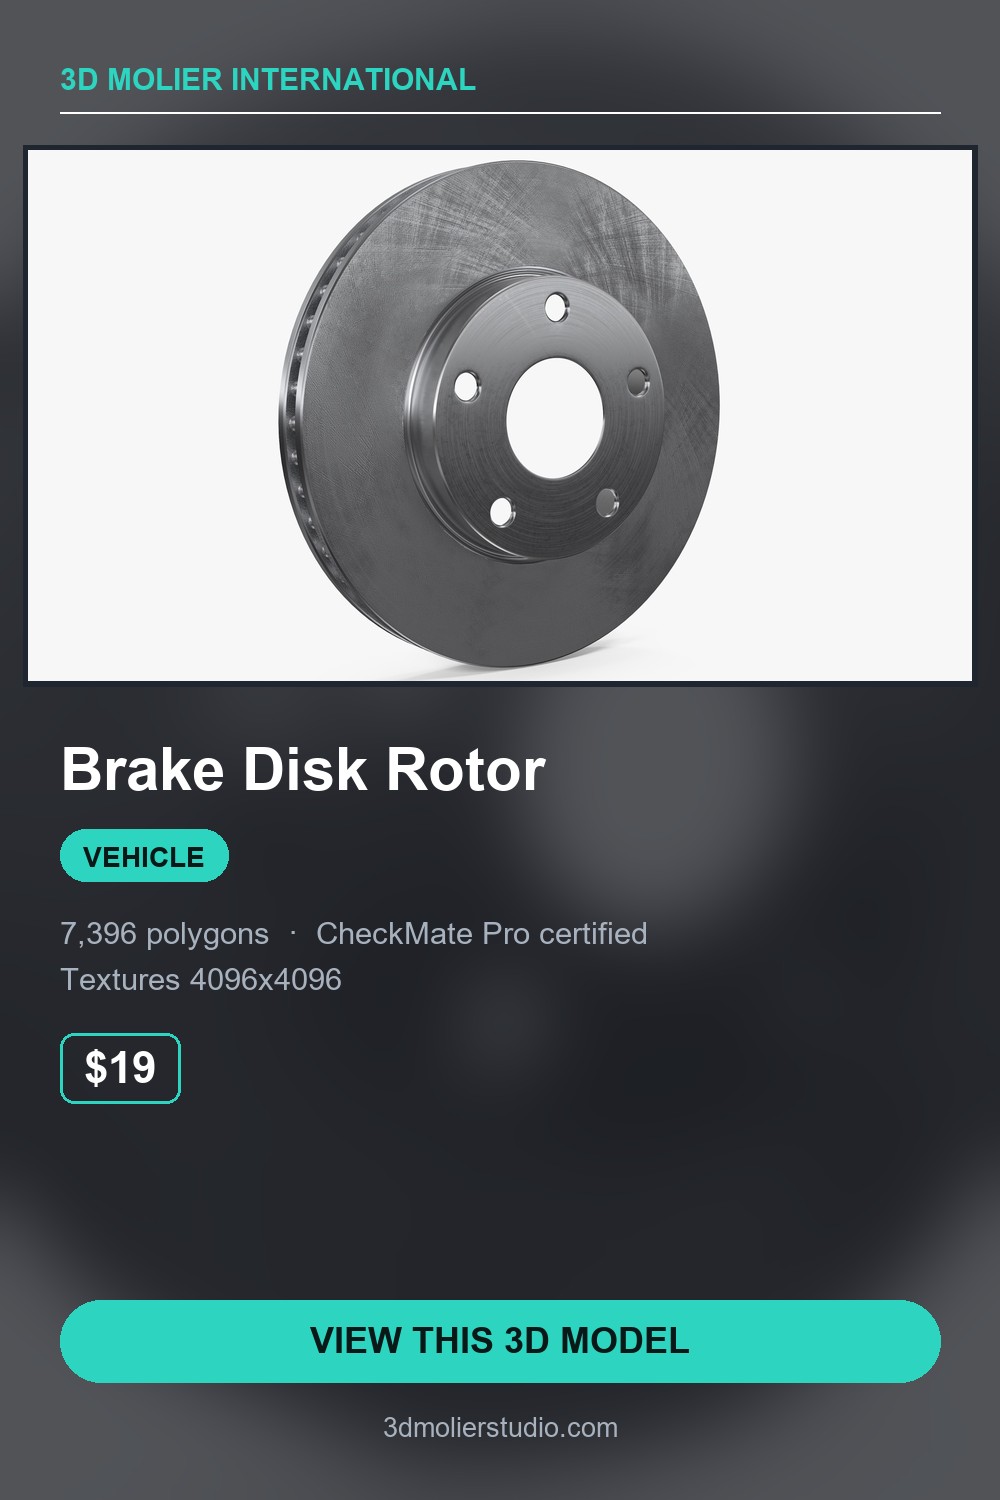 3D MOLIER INTERNATIONAL
Brake Disk Rotor
VEHICLE
7,396 polygons · CheckMate Pro certified
Textures 4096x4096
$19
VIEW THIS 3D MODEL
3dmolierstudio.com